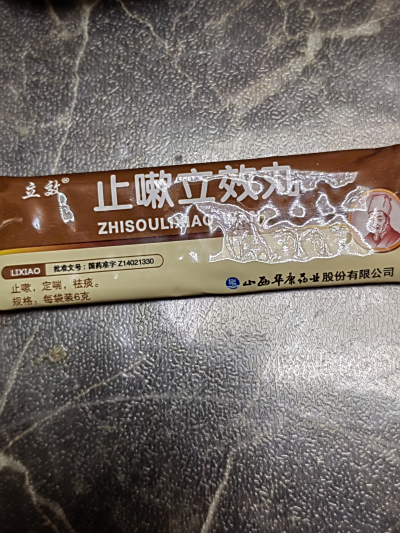 立效®
止嗽立效丸
LIXIAO
批准文号：国药准字 Z14021330
止嗽，定喘，祛痰。
规格：每袋装6克
山西华康药业股份有限公司